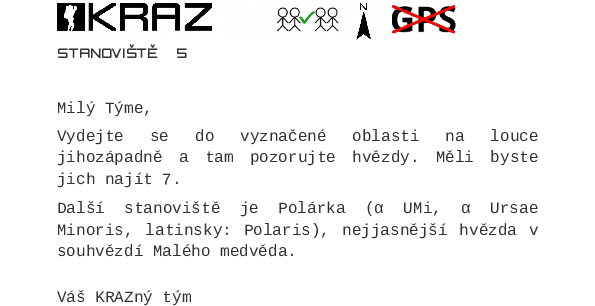 KRAZ
N
GPS
STANOVIŠTĚ 5
Milý Týme,
Vydejte se do vyznačené oblasti na louce
jihozápadně a tam pozorujte hvězdy. Měli byste
jich najít 7.
Další stanoviště je Polárka (α UMi, α Ursae
Minoris, latinsky: Polaris), nejjasnější hvězda v
souhvězdí Malého medvěda.
Váš KRAZný tým